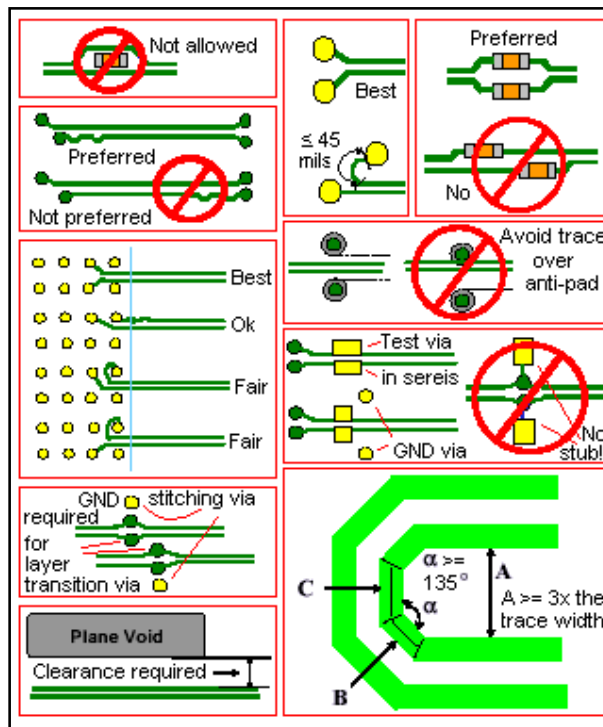 Not allowed
Preferred
Not preferred
Best
≤ 45
mils
Preferred
No
Best
Ok
Fair
Fair
Avoid trace
over
anti-pad
Test via
in sereis
GND via
No
stub!
GND stitching via
required
for
layer
transition via
Plane Void
Clearance required
α >=
135°
α
A
A >= 3x the
trace width
C
B